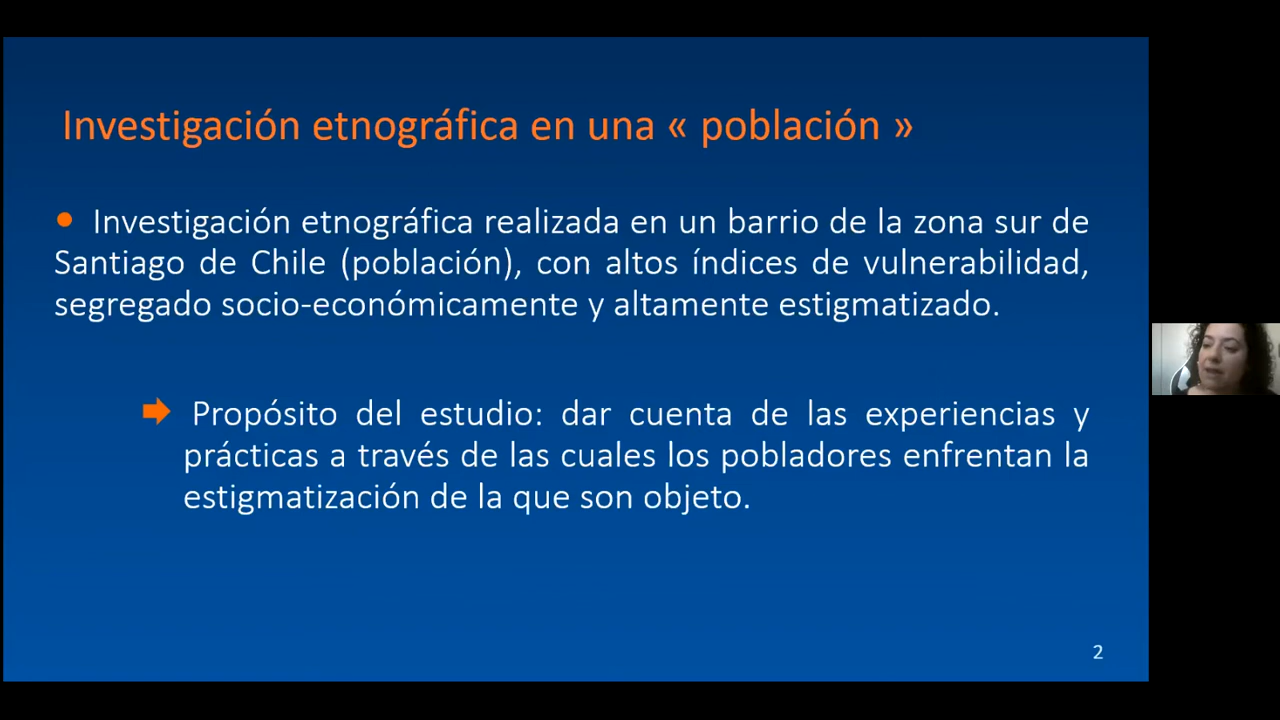 Investigación etnográfica en una « población »
● Investigación etnográfica realizada en un barrio de la zona sur de
Santiago de Chile (población), con altos índices de vulnerabilidad,
segregado socio-económicamente y altamente estigmatizado.
Propósito del estudio: dar cuenta de las experiencias y
prácticas a través de las cuales los pobladores enfrentan la
estigmatización de la que son objeto.
2